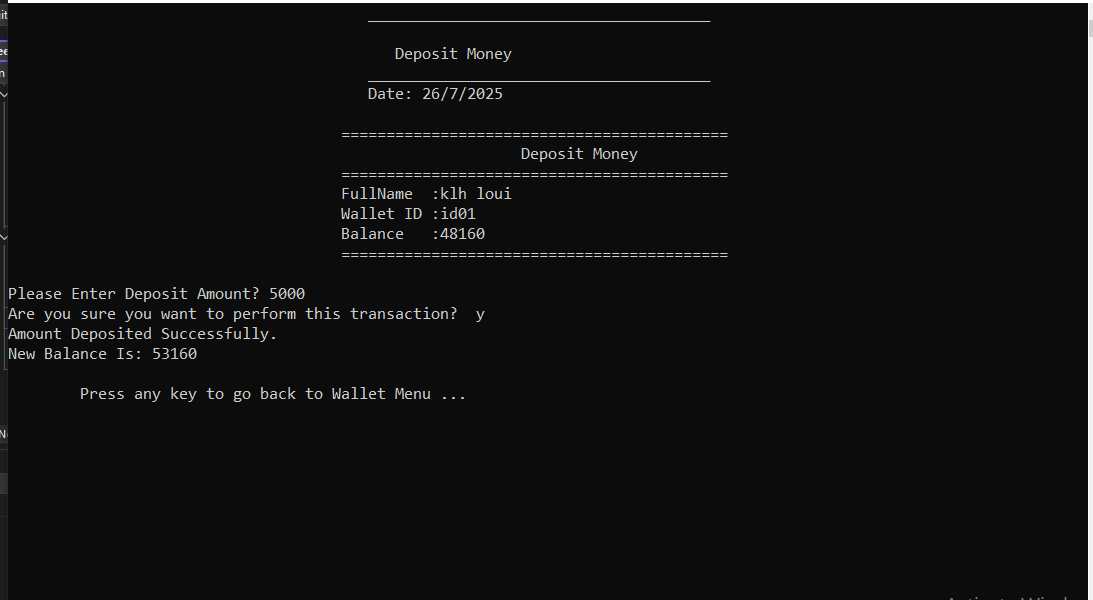 Deposit Money
Date: 26/7/2025
===========================================
Deposit Money
===========================================
FullName :klh loui
Wallet ID :id01
Balance :48160
===========================================
Please Enter Deposit Amount? 5000
Are you sure you want to perform this transaction? y
Amount Deposited Successfully.
New Balance Is: 53160
Press any key to go back to Wallet Menu ...